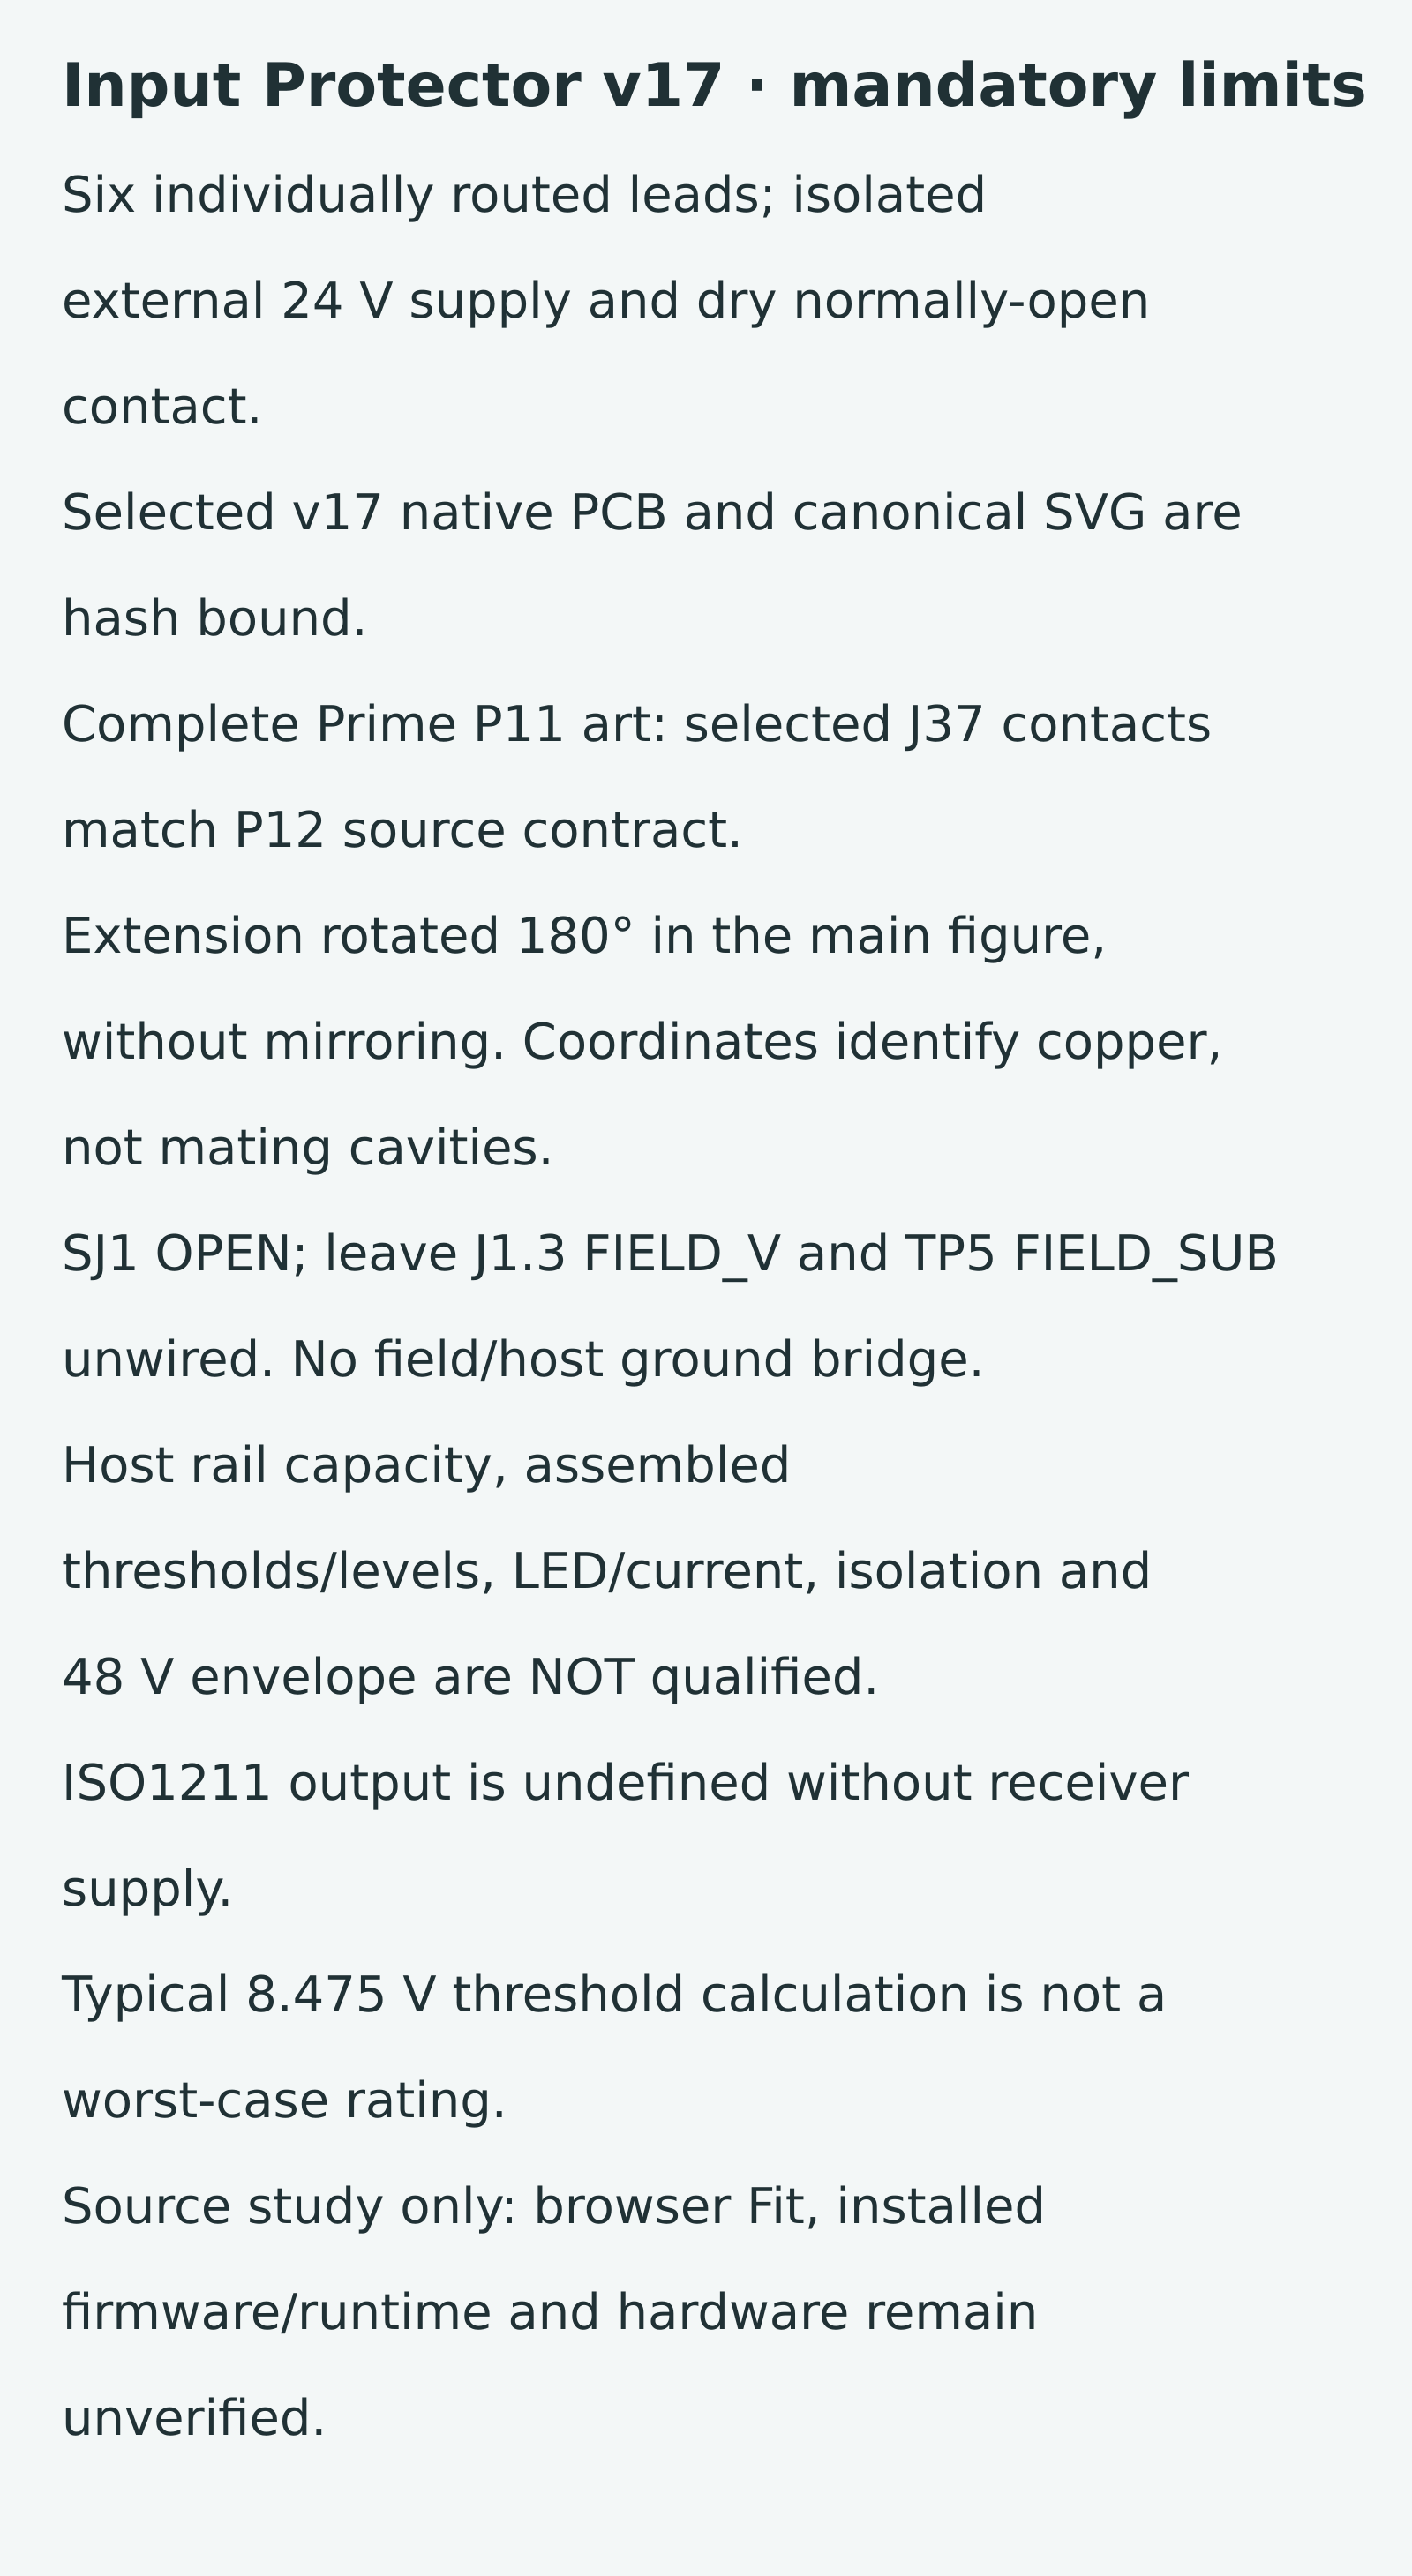 Input Protector v17 · mandatory limits
Six individually routed leads; isolated
external 24 V supply and dry normally-open
contact.
Selected v17 native PCB and canonical SVG are
hash bound.
Complete Prime P11 art: selected J37 contacts
match P12 source contract.
Extension rotated 180° in the main figure,
without mirroring. Coordinates identify copper,
not mating cavities.
SJ1 OPEN; leave J1.3 FIELD_V and TP5 FIELD_SUB
unwired. No field/host ground bridge.
Host rail capacity, assembled
thresholds/levels, LED/current, isolation and
48 V envelope are NOT qualified.
ISO1211 output is undefined without receiver
supply.
Typical 8.475 V threshold calculation is not a
worst-case rating.
Source study only: browser Fit, installed
firmware/runtime and hardware remain
unverified.